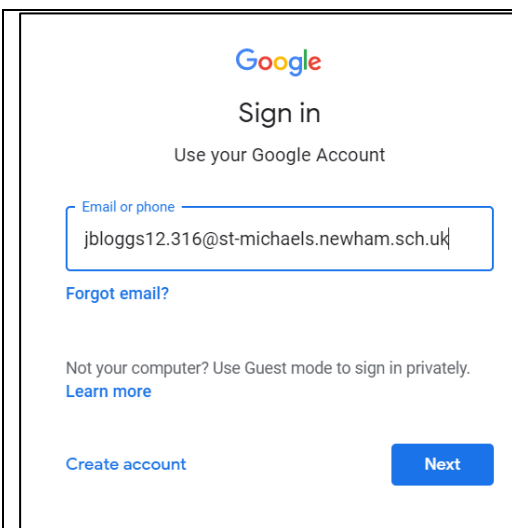 Google
Sign in
Use your Google Account
Email or phone
jbloggs12.316@st-michaels.newham.sch.uk
Forgot email?
Not your computer? Use Guest mode to sign in privately.
Learn more
Create account
Next